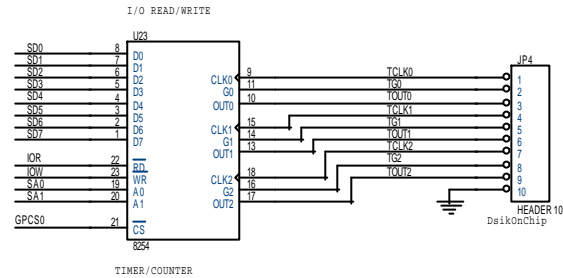 I/O READ/WRITE
U23
SD0 8 D0
SD1 7 D1
SD2 6 D2
SD3 5 D3
SD4 4 D4
SD5 3 D5
SD6 2 D6
SD7 1 D7
IOR 22 RD
IOW 23 WR
SA0 19 A0
SA1 20 A1
GPCS0 21 CS
8254
CLK0 9 TCLK0
G0 11 TG0
OUT0 10 TOUT0
CLK1 15 TCLK1
G1 14 TG1
OUT1 13 TOUT1
CLK2 18 TCLK2
G2 16 TG2
OUT2 17 TOUT2
JP4
1
2
3
4
5
6
7
8
9
10
HEADER 10
DsikOnChip
TIMER/COUNTER